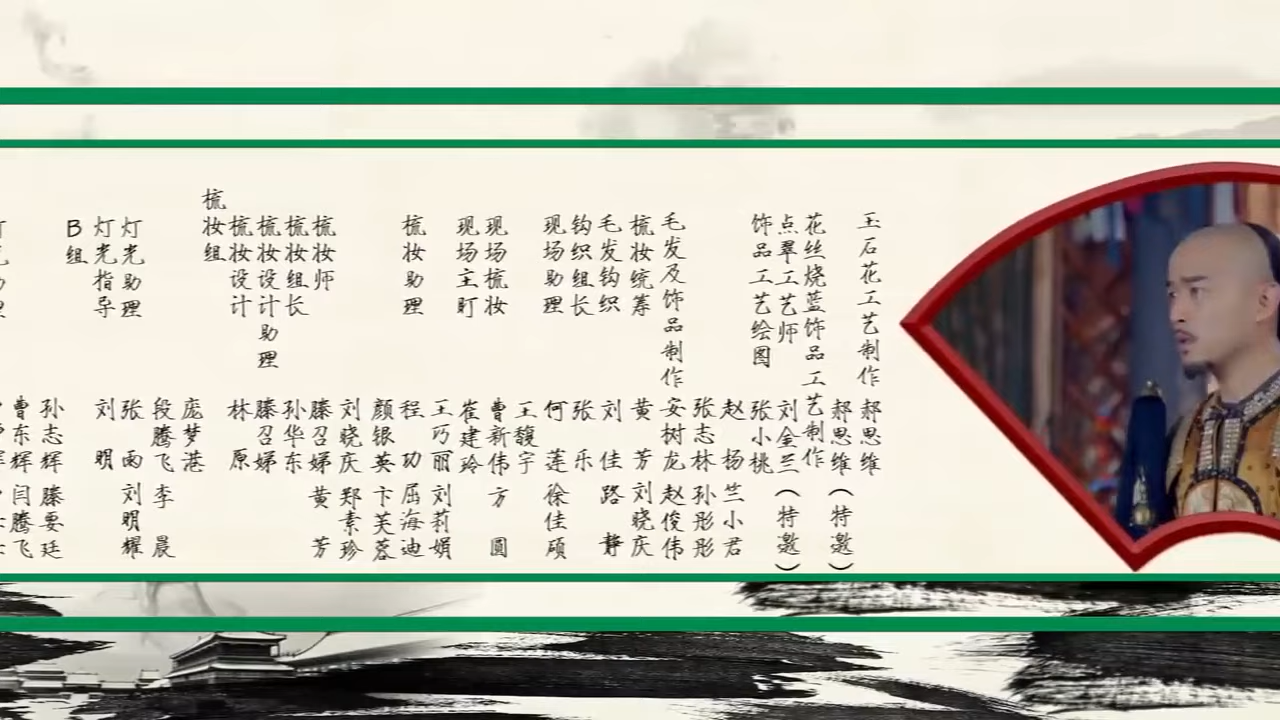 玉石花工艺制作 郝思维
郝思维（特邀）
花丝烧蓝饰品工艺制作
点翠工艺师 刘金兰（特邀）
饰品工艺绘图 张小桃
赵杨 竺小君
张志林 孙彤彤
毛发及饰品制作 安树龙 赵俊伟
梳妆统筹 黄芳 刘晓庆
毛发钩织 刘佳 路静
钩织组长 张乐
现场助理 何莲 徐佳硕
王馥宇
现场梳妆 曹新伟 方圆
现场主盯 崔建玲
王巧丽 刘莉娟
梳妆助理 程功 屈海迪
颜银英 卞芙蓉
刘晓庆 郑素珍
梳妆师 滕召娣 黄芳
梳妆组长 孙华东
梳妆设计助理 滕召娣
梳妆设计 林原
梳妆组
庞梦港
段腾飞 李晨
灯光助理 张雨 刘明耀
灯光指导 刘明
B组
孙志辉 滕要廷
曹东辉 闫腾飞